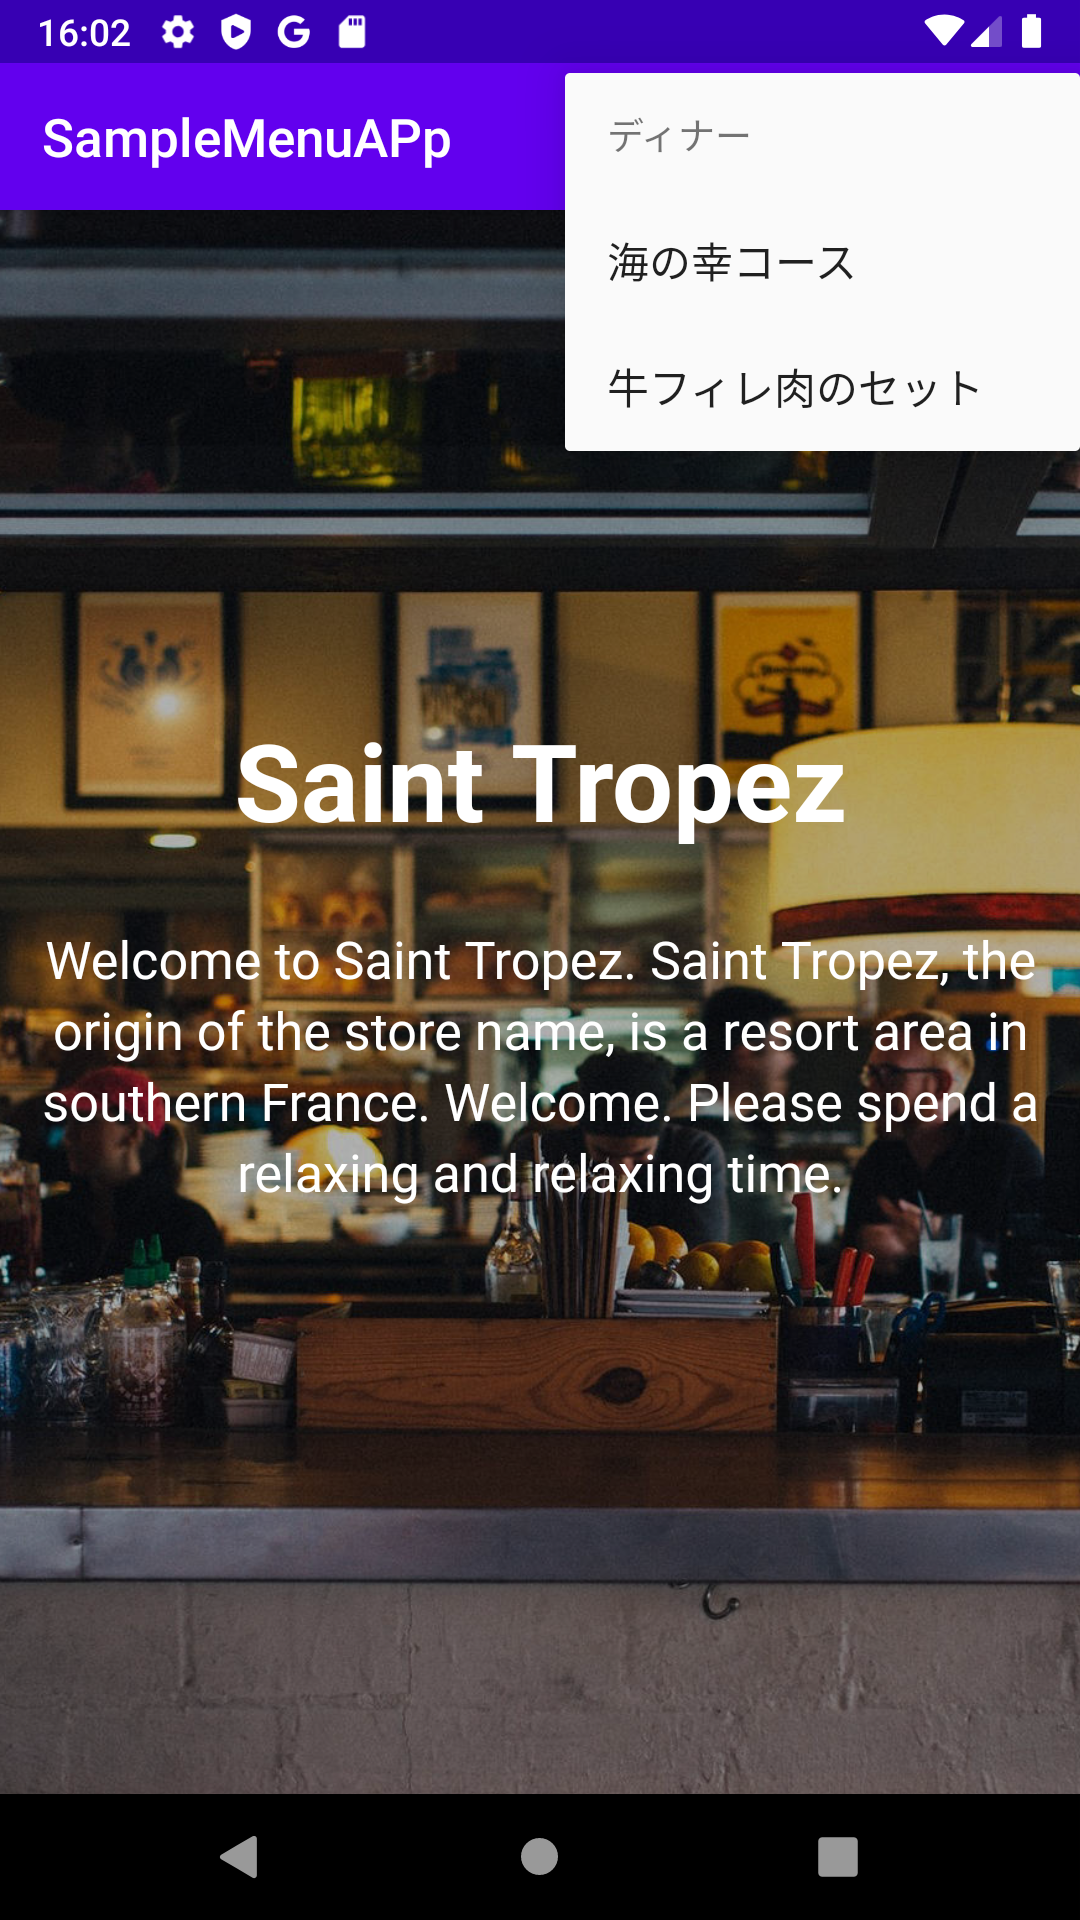 16:02
SampleMenuAPp
ディナー
海の幸コース
牛フィレ肉のセット
Saint Tropez
Welcome to Saint Tropez. Saint Tropez, the
origin of the store name, is a resort area in
southern France. Welcome. Please spend a
relaxing and relaxing time.